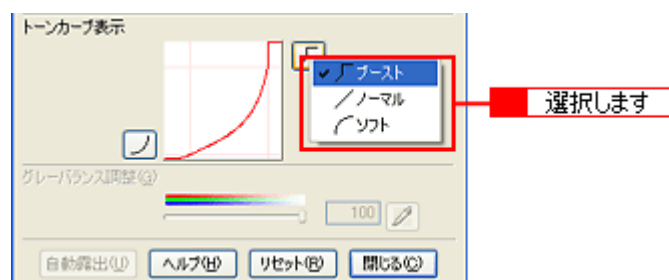 トーンカーブ表示
ブースト
ノーマル
ソフト
選択します
グレーバランス調整(G)
100
自動露出(U) ヘルプ(H) リセット(R) 閉じる(C)